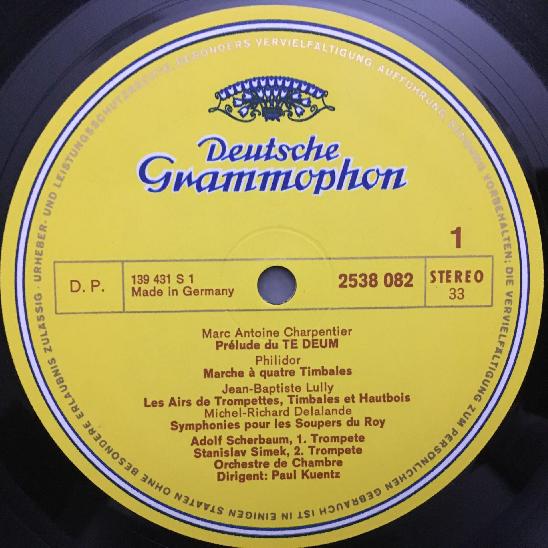 Deutsche
Grammophon
1
D. P.
139 431 S 1
Made in Germany
2538 082
STEREO
33
Marc Antoine Charpentier
Prélude du TE DEUM
Philidor
Marche à quatre Timbales
Jean-Baptiste Lully
Les Airs de Trompettes, Timbales et Hautbois
Michel-Richard Delalande
Symphonies pour les Soupers du Roy
Adolf Scherbaum, 1. Trompete
Stanislav Simek, 2. Trompete
Orchestre de Chambre
Dirigent: Paul Kuentz
URHEBER- UND LEISTUNGSSCHUTZRECHTE, BESONDERS VERVIELFÄLTIGUNG, AUFFÜHRUNG, SENDUNG VORBEHALTEN; DIE VERVIELFÄLTIGUNG ZUM PERSÖNLICHEN GEBRAUCH IST IN EINIGEN STAATEN OHNE BESONDERE ERLAUBNIS ZULÄSSIG ·